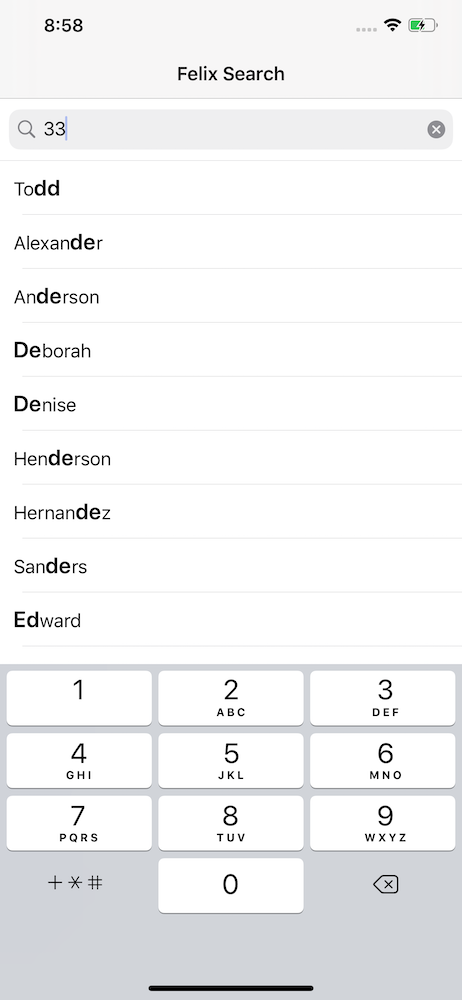 8:58
Felix Search
33
Todd
Alexander
Anderson
Deborah
Denise
Henderson
Hernandez
Sanders
Edward
1 2 3
ABC DEF
4 5 6
GHI JKL MNO
7 8 9
PQRS TUV WXYZ
+ * # 0